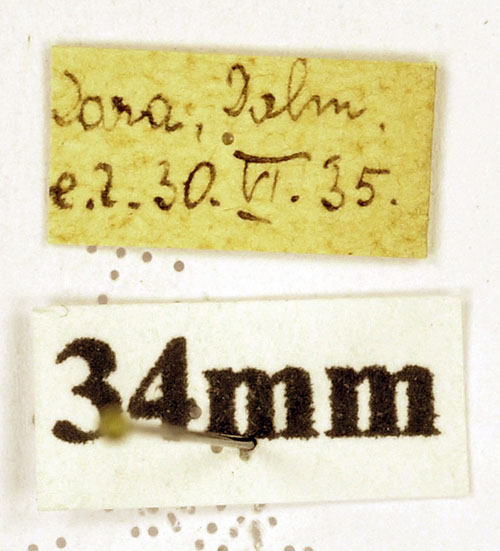 Zara, Dalm.
e.l. 30. VI. 35.
34mm